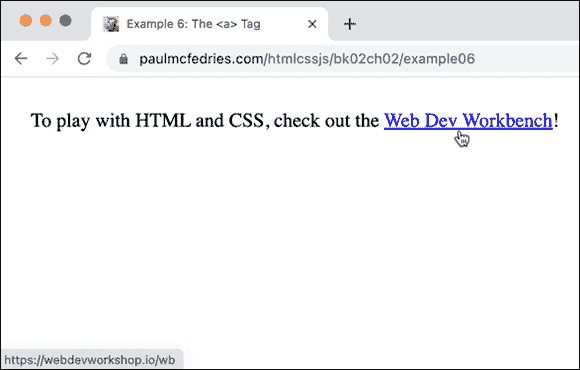 Example 6: The <a> Tag
paulmcfedries.com/htmlcssjs/bk02ch02/example06
To play with HTML and CSS, check out the Web Dev Workbench!
https://webdevworkshop.io/wb